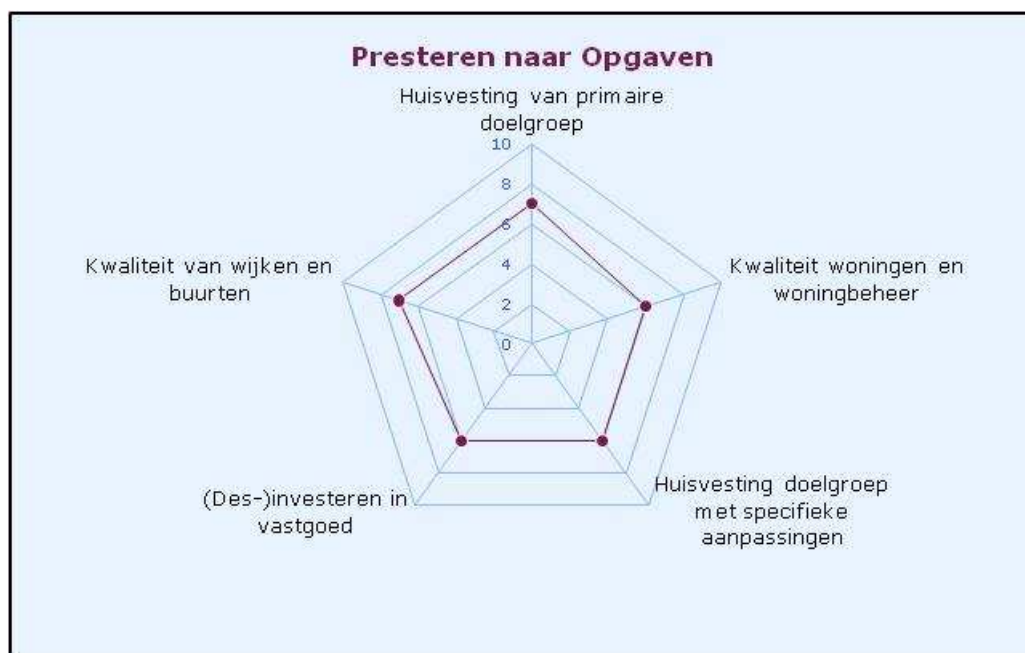 Presteren naar Opgaven
Huisvesting van primaire
doelgroep
10
8
6
4
2
0
Kwaliteit van wijken en
buurten
Kwaliteit woningen en
woningbeheer
(Des-)investeren in
vastgoed
Huisvesting doelgroep
met specifieke
aanpassingen